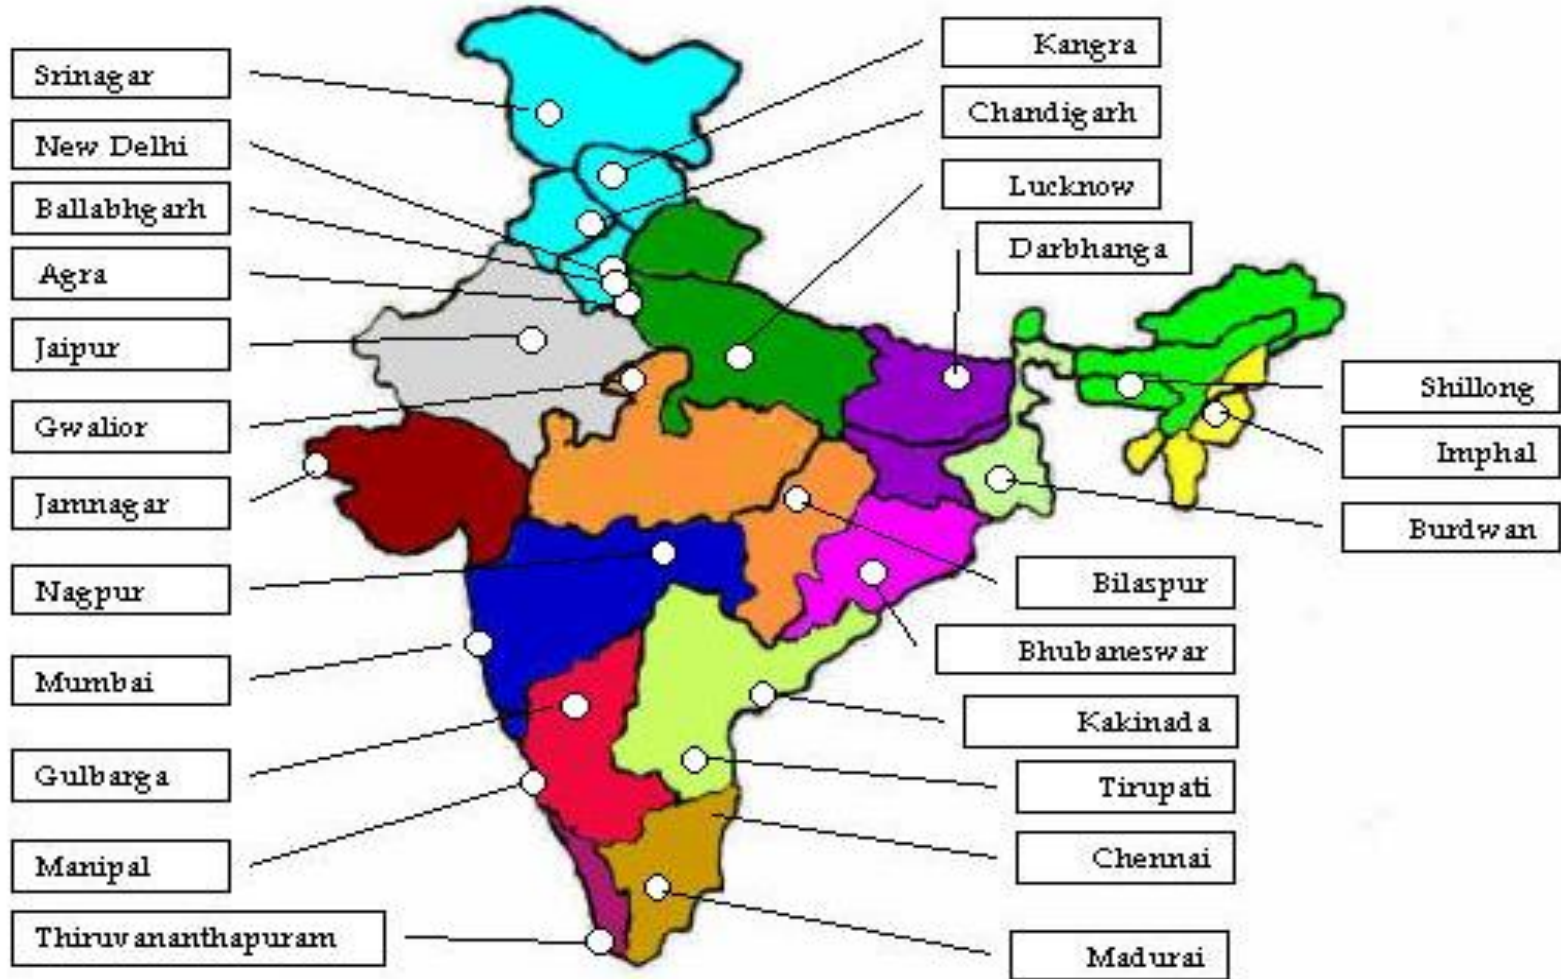 Srinagar
New Delhi
Ballabhgarh
Agra
Jaipur
Gwalior
Jamnagar
Nagpur
Mumbai
Gulbarga
Manipal
Thiruvananthapuram
Kangra
Chandigarh
Lucknow
Darbhanga
Shillong
Imphal
Burdwan
Bilaspur
Bhubaneswar
Kakinada
Tirupati
Chennai
Madurai